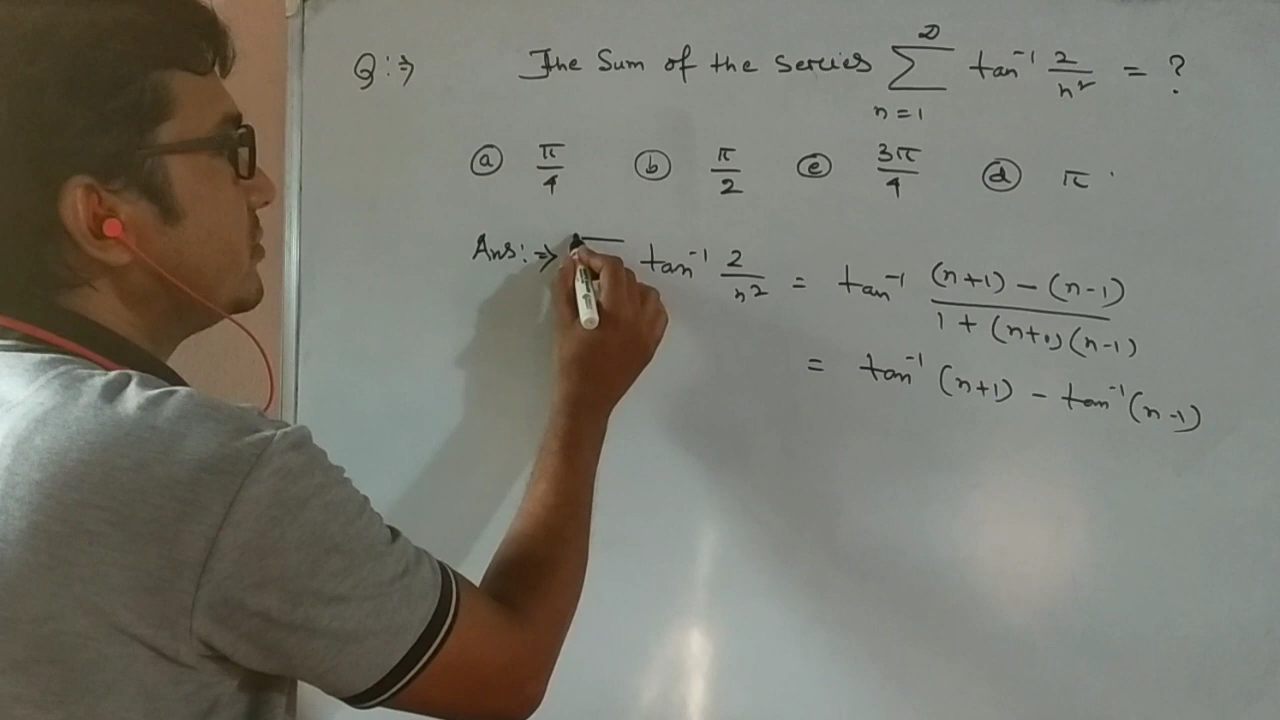 Q:⇒ The Sum of the series ∑_{n=1}^{∞} tan⁻¹ 2/n² = ?
ⓐ π/4 ⓑ π/2 ⓒ 3π/4 ⓓ π.
Ans:⇒ tan⁻¹ 2/n² = tan⁻¹ ((n+1) - (n-1))/(1 + (n+1)(n-1))
= tan⁻¹ (n+1) - tan⁻¹ (n-1)